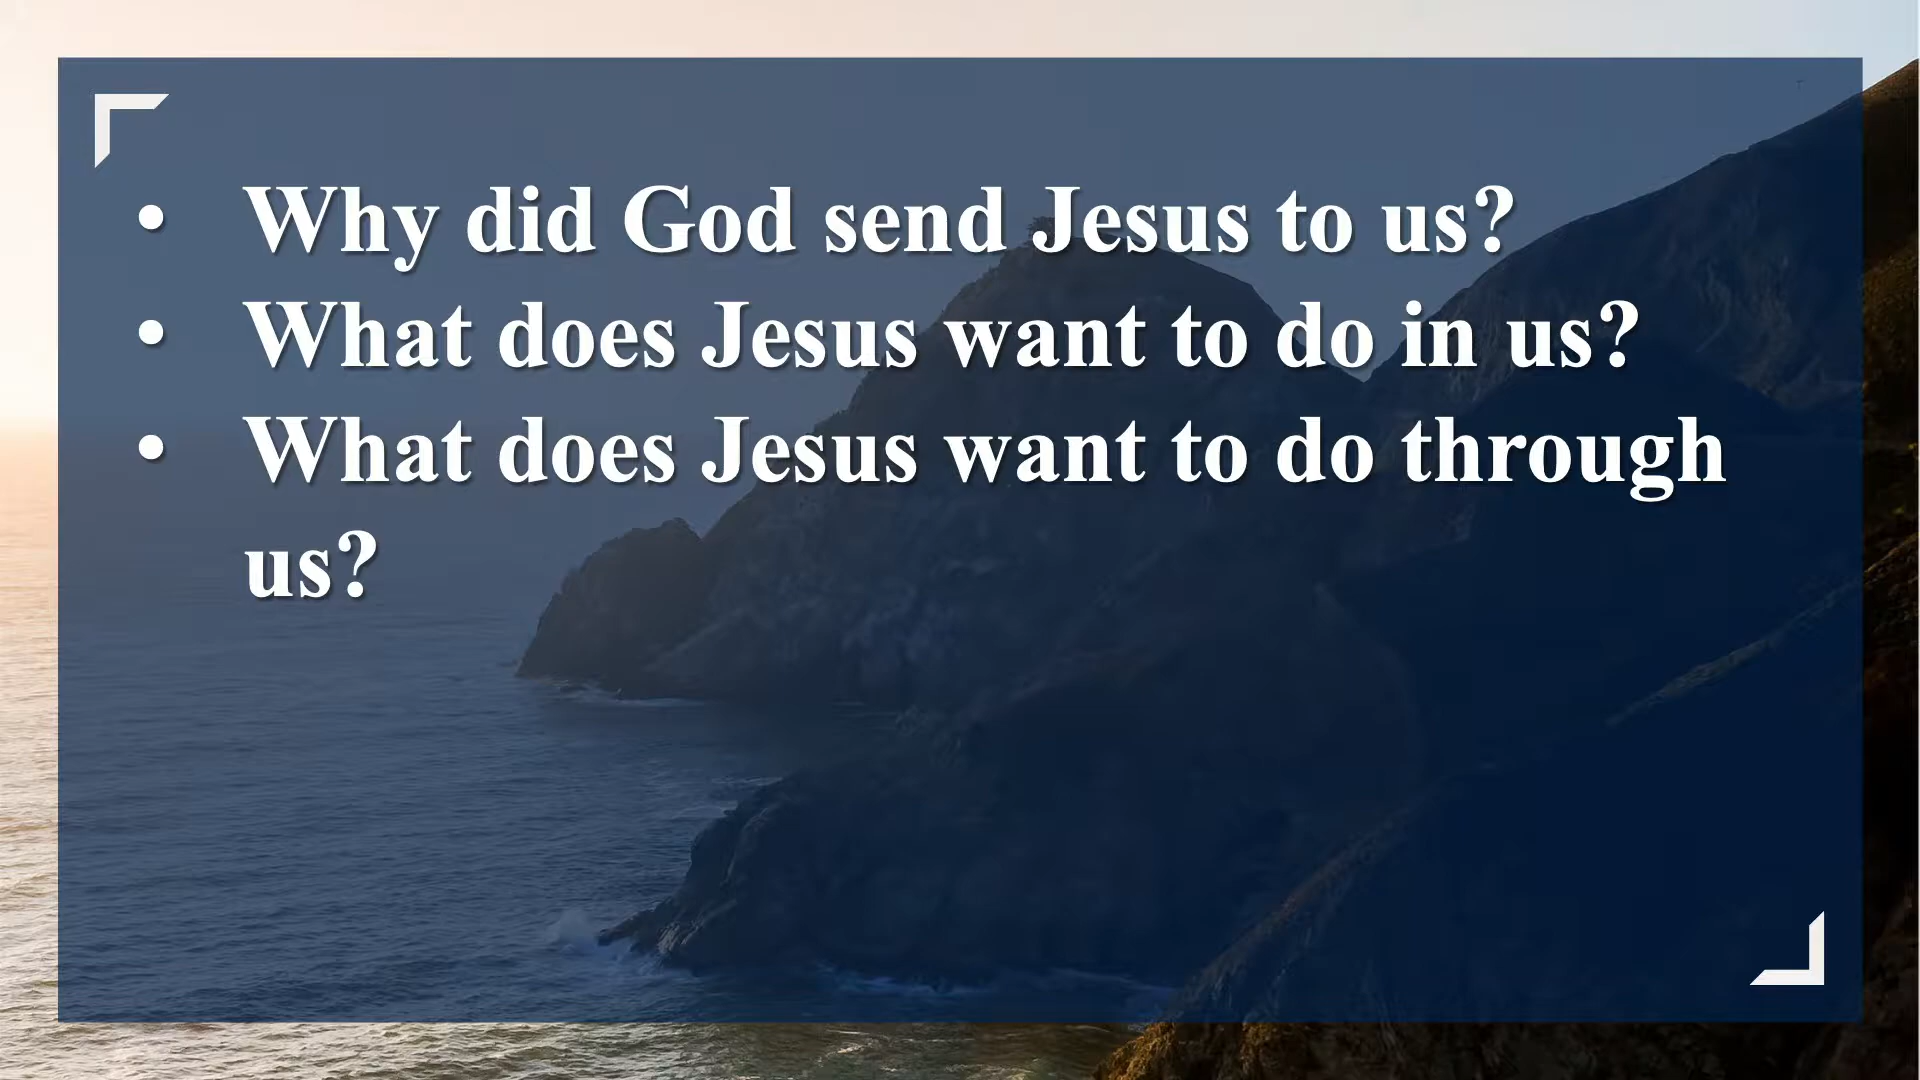 • Why did God send Jesus to us?
• What does Jesus want to do in us?
• What does Jesus want to do through
us?